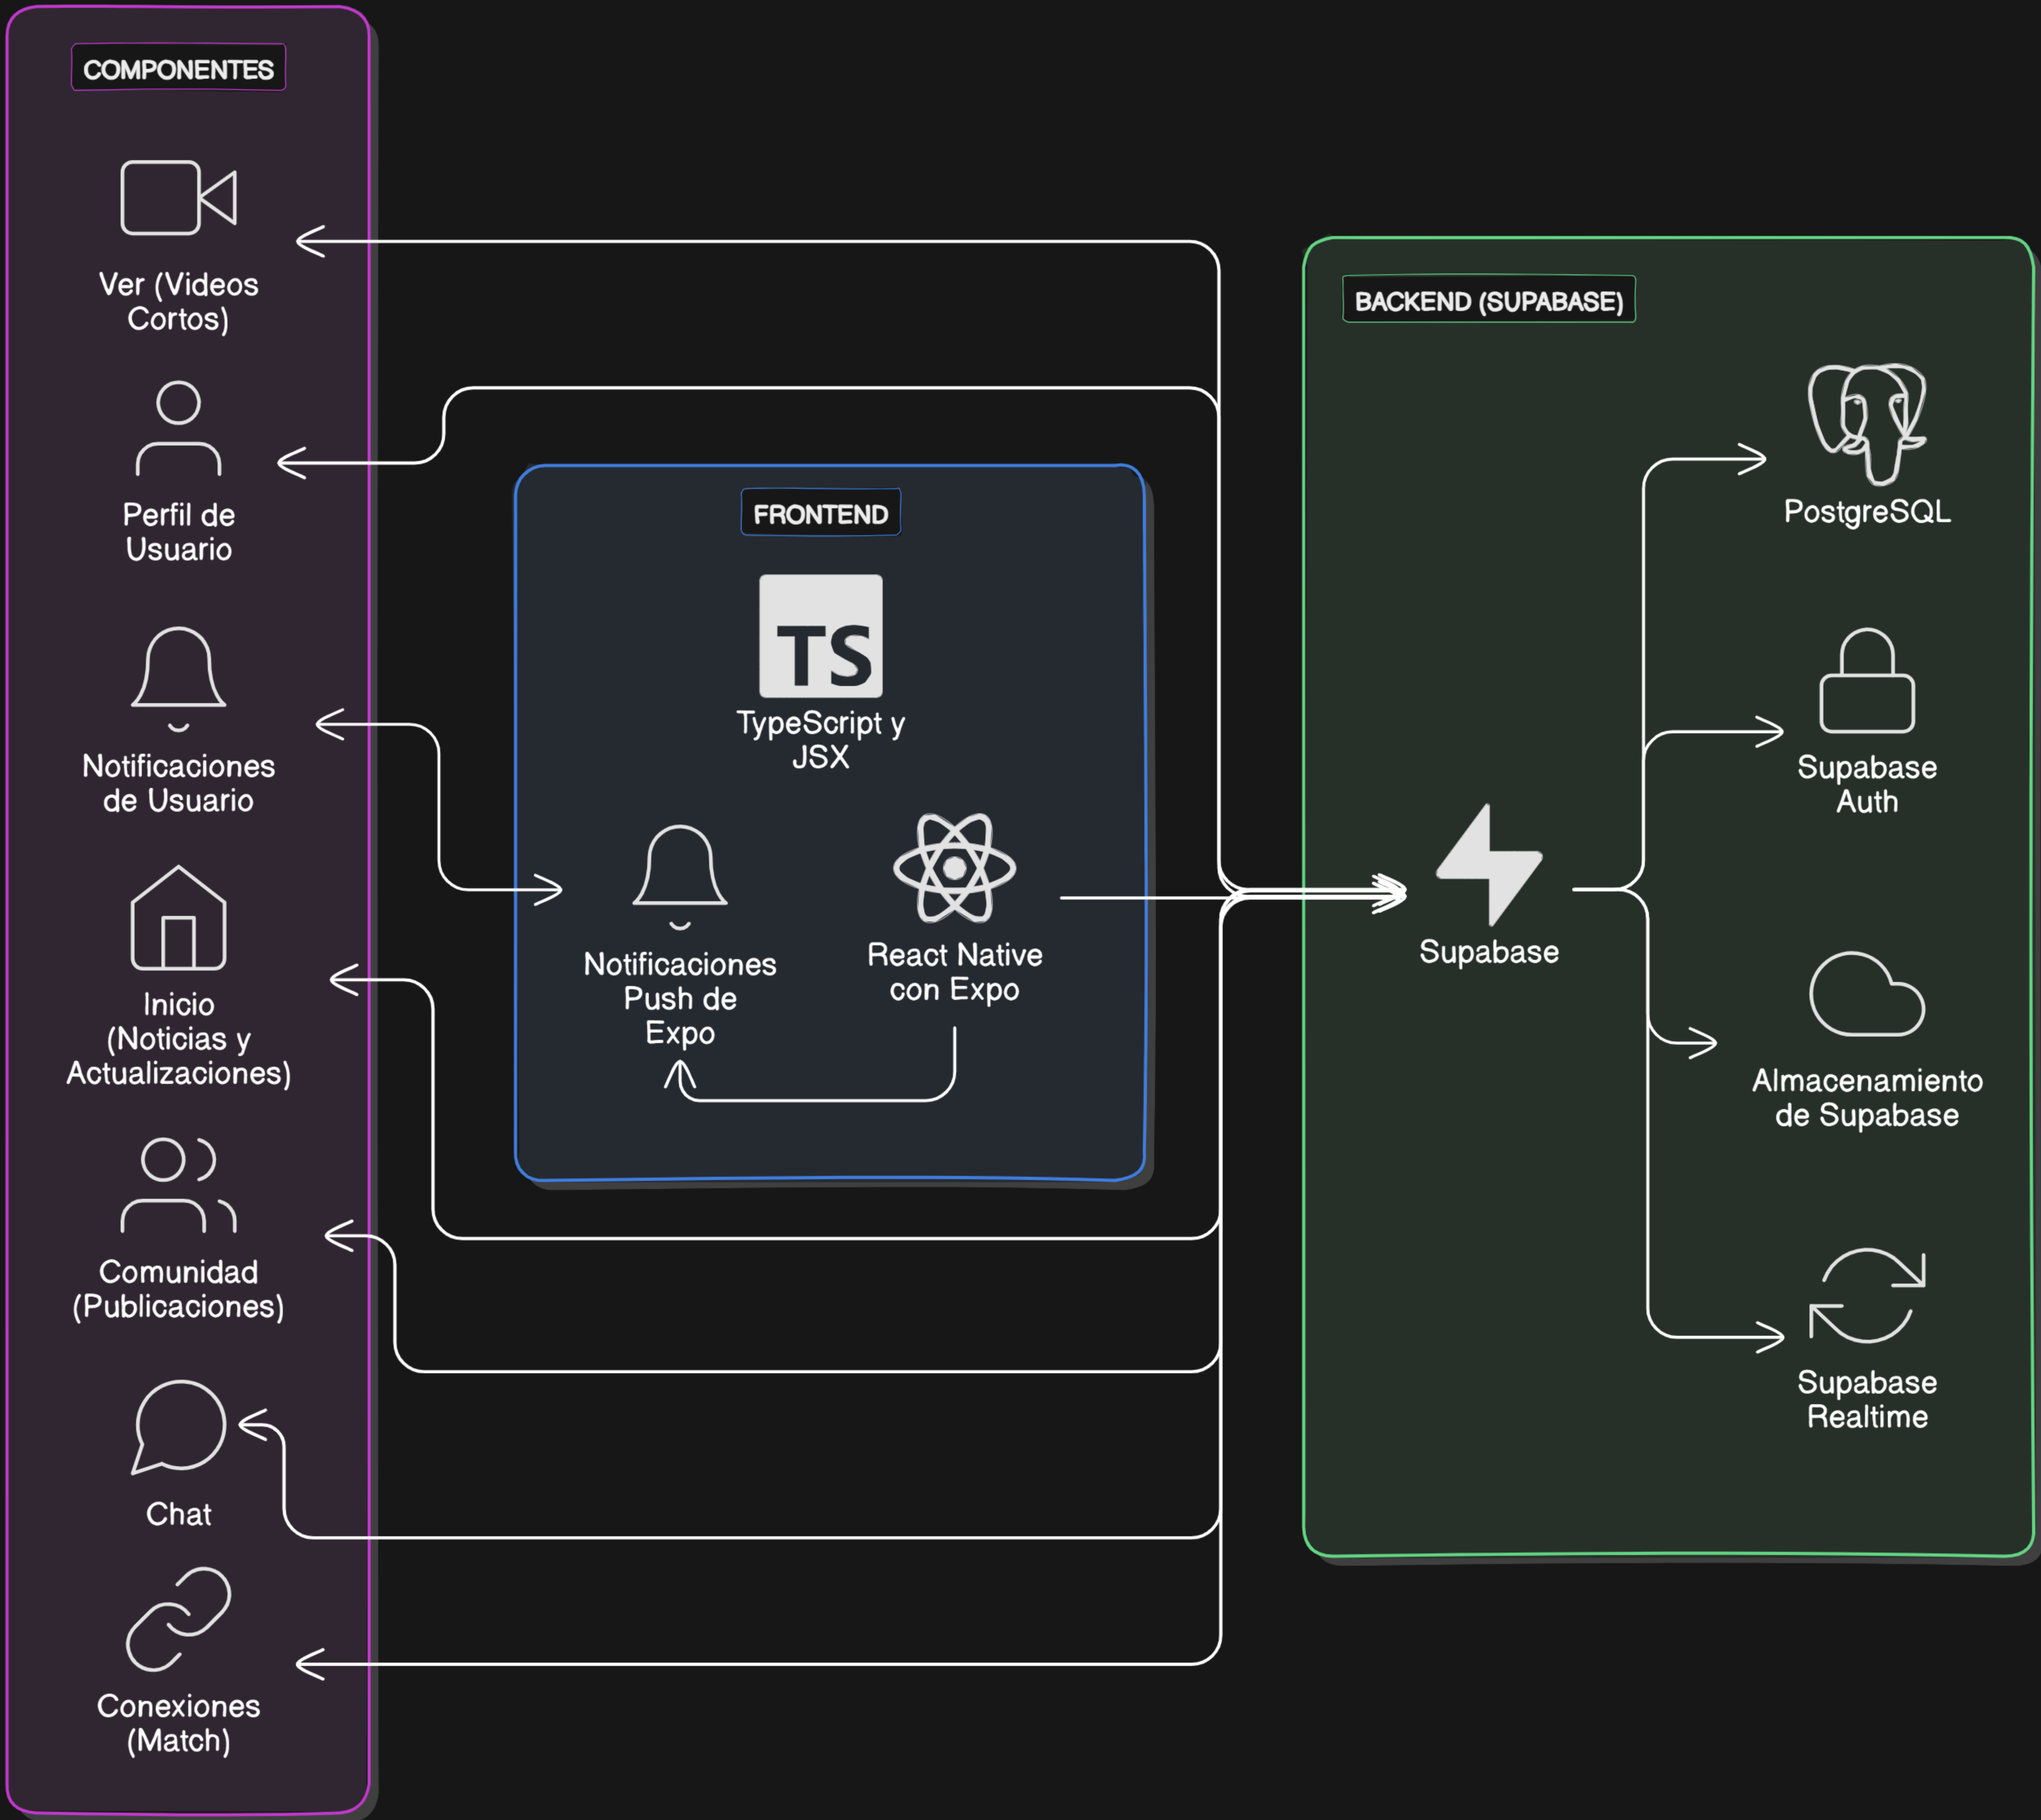 COMPONENTES
Ver (Videos
Cortos)
Perfil de
Usuario
Notificaciones
de Usuario
Inicio
(Noticias y
Actualizaciones)
Comunidad
(Publicaciones)
Chat
Conexiones
(Match)
FRONTEND
TS
TypeScript y
JSX
Notificaciones
Push de
Expo
React Native
con Expo
BACKEND (SUPABASE)
Supabase
PostgreSQL
Supabase
Auth
Almacenamiento
de Supabase
Supabase
Realtime